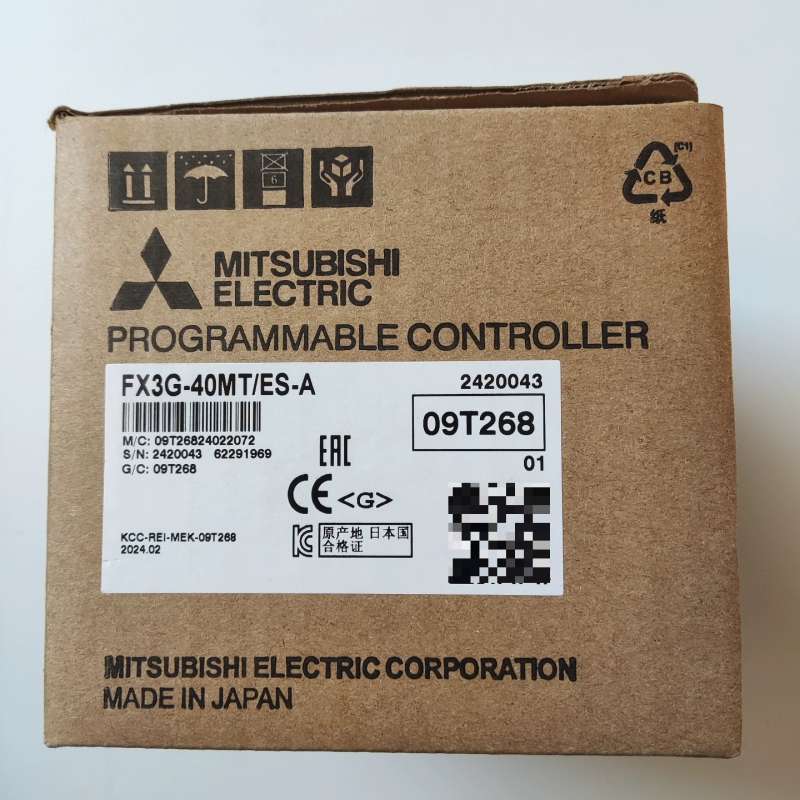 6
[C1]
CB
纸
MITSUBISHI
ELECTRIC
PROGRAMMABLE CONTROLLER
FX3G-40MT/ES-A
2420043
M/C: 09T26824022072
S/N: 2420043 62291969
G/C: 09T268
09T268
01
EAC
CE <G>
KCC-REI-MEK-09T268
2024.02
原产地 日本国
合格证
MITSUBISHI ELECTRIC CORPORATION
MADE IN JAPAN